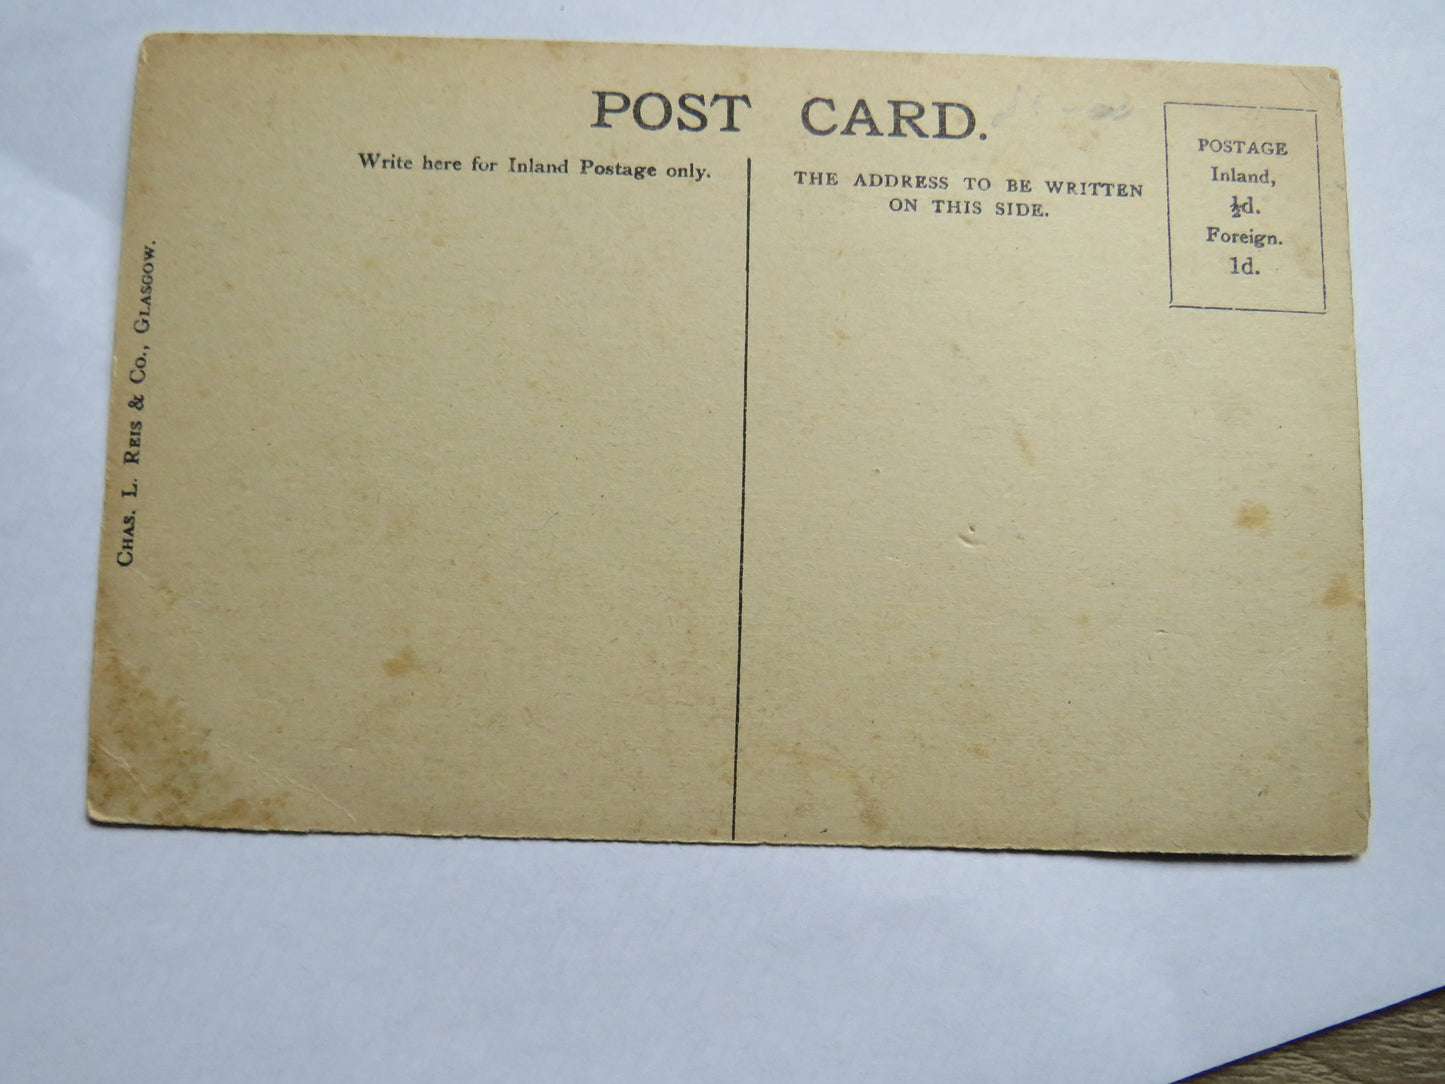 POST CARD.
Write here for Inland Postage only.
THE ADDRESS TO BE WRITTEN
ON THIS SIDE.
POSTAGE
Inland,
½d.
Foreign.
1d.
CHAS. L. REIS & CO., GLASGOW.